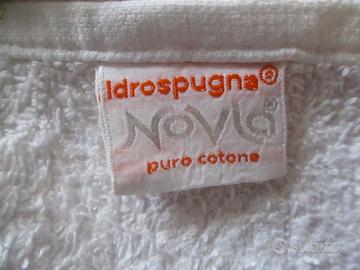 Idrospugna®
NOVIA®
puro cotone
subito